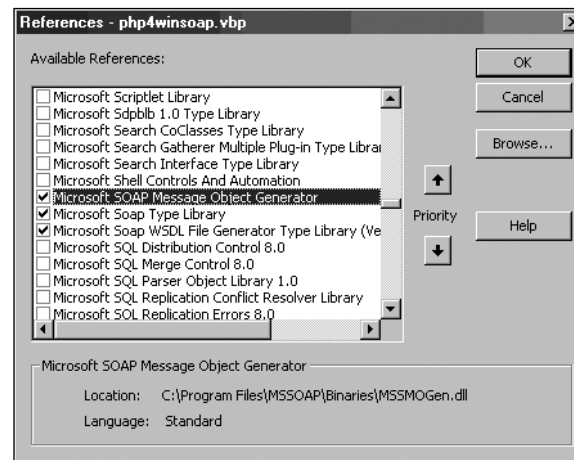 References - php4winsoap.vbp
Available References:
Microsoft Scriptlet Library
Microsoft Sdpblb 1.0 Type Library
Microsoft Search CoClasses Type Library
Microsoft Search Gatherer Multiple Plug-in Type Librar
Microsoft Search Interface Type Library
Microsoft Shell Controls And Automation
Microsoft SOAP Message Object Generator
Microsoft Soap Type Library
Microsoft Soap WSDL File Generator Type Library (Ve
Microsoft SQL Distribution Control 8.0
Microsoft SQL Merge Control 8.0
Microsoft SQL Parser Object Library 1.0
Microsoft SQL Replication Conflict Resolver Library
Microsoft SQL Replication Errors 8.0
Priority
OK
Cancel
Browse...
Help
Microsoft SOAP Message Object Generator
Location: C:\Program Files\MSSOAP\Binaries\MSSMOGen.dll
Language: Standard